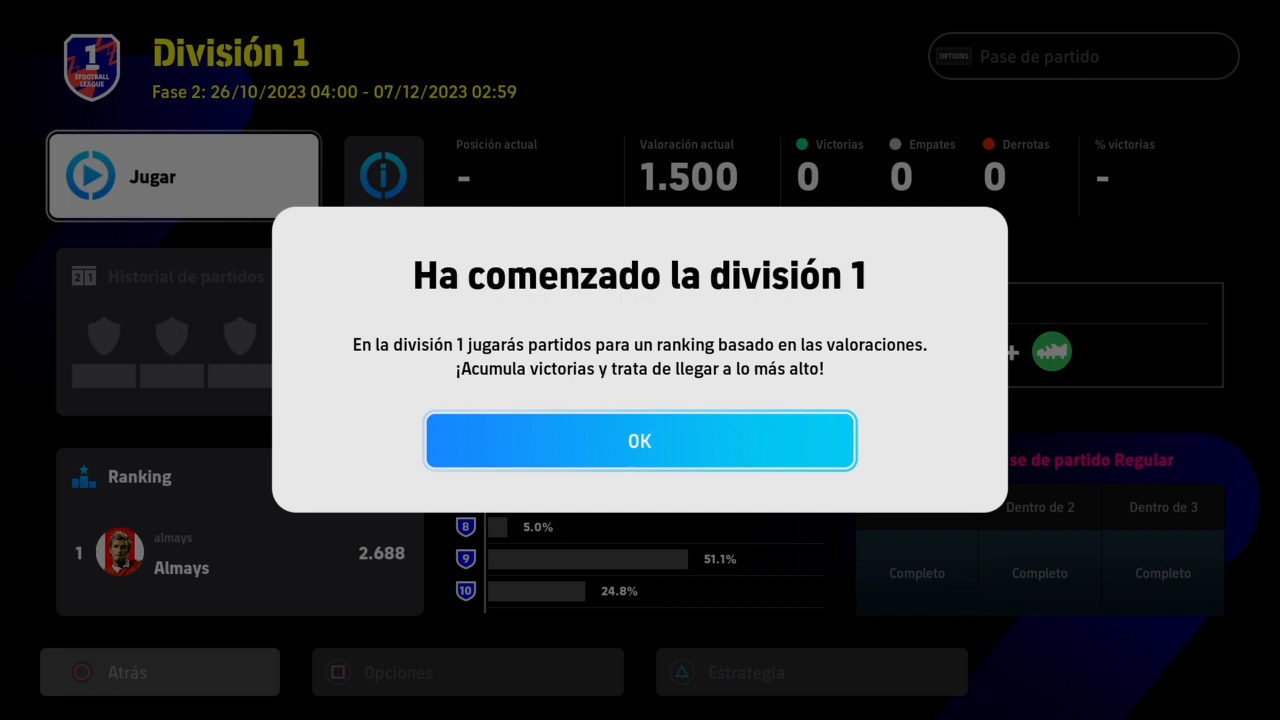 1
EFOOTBALL
LEAGUE
División 1
Fase 2: 26/10/2023 04:00 - 07/12/2023 02:59
OPTIONS Pase de partido
Jugar
Posición actual
-
Valoración actual
1.500
Victorias
0
Empates
0
Derrotas
0
% victorias
-
Ha comenzado la división 1
En la división 1 jugarás partidos para un ranking basado en las valoraciones.
¡Acumula victorias y trata de llegar a lo más alto!
OK
21 Historial de partidos
+
Ranking
1
almays
Almays
2.688
8 5.0%
9 51.1%
10 24.8%
se de partido Regular
Dentro de 2
Dentro de 3
Completo
Completo
Completo
Atrás
Opciones
Estrategia